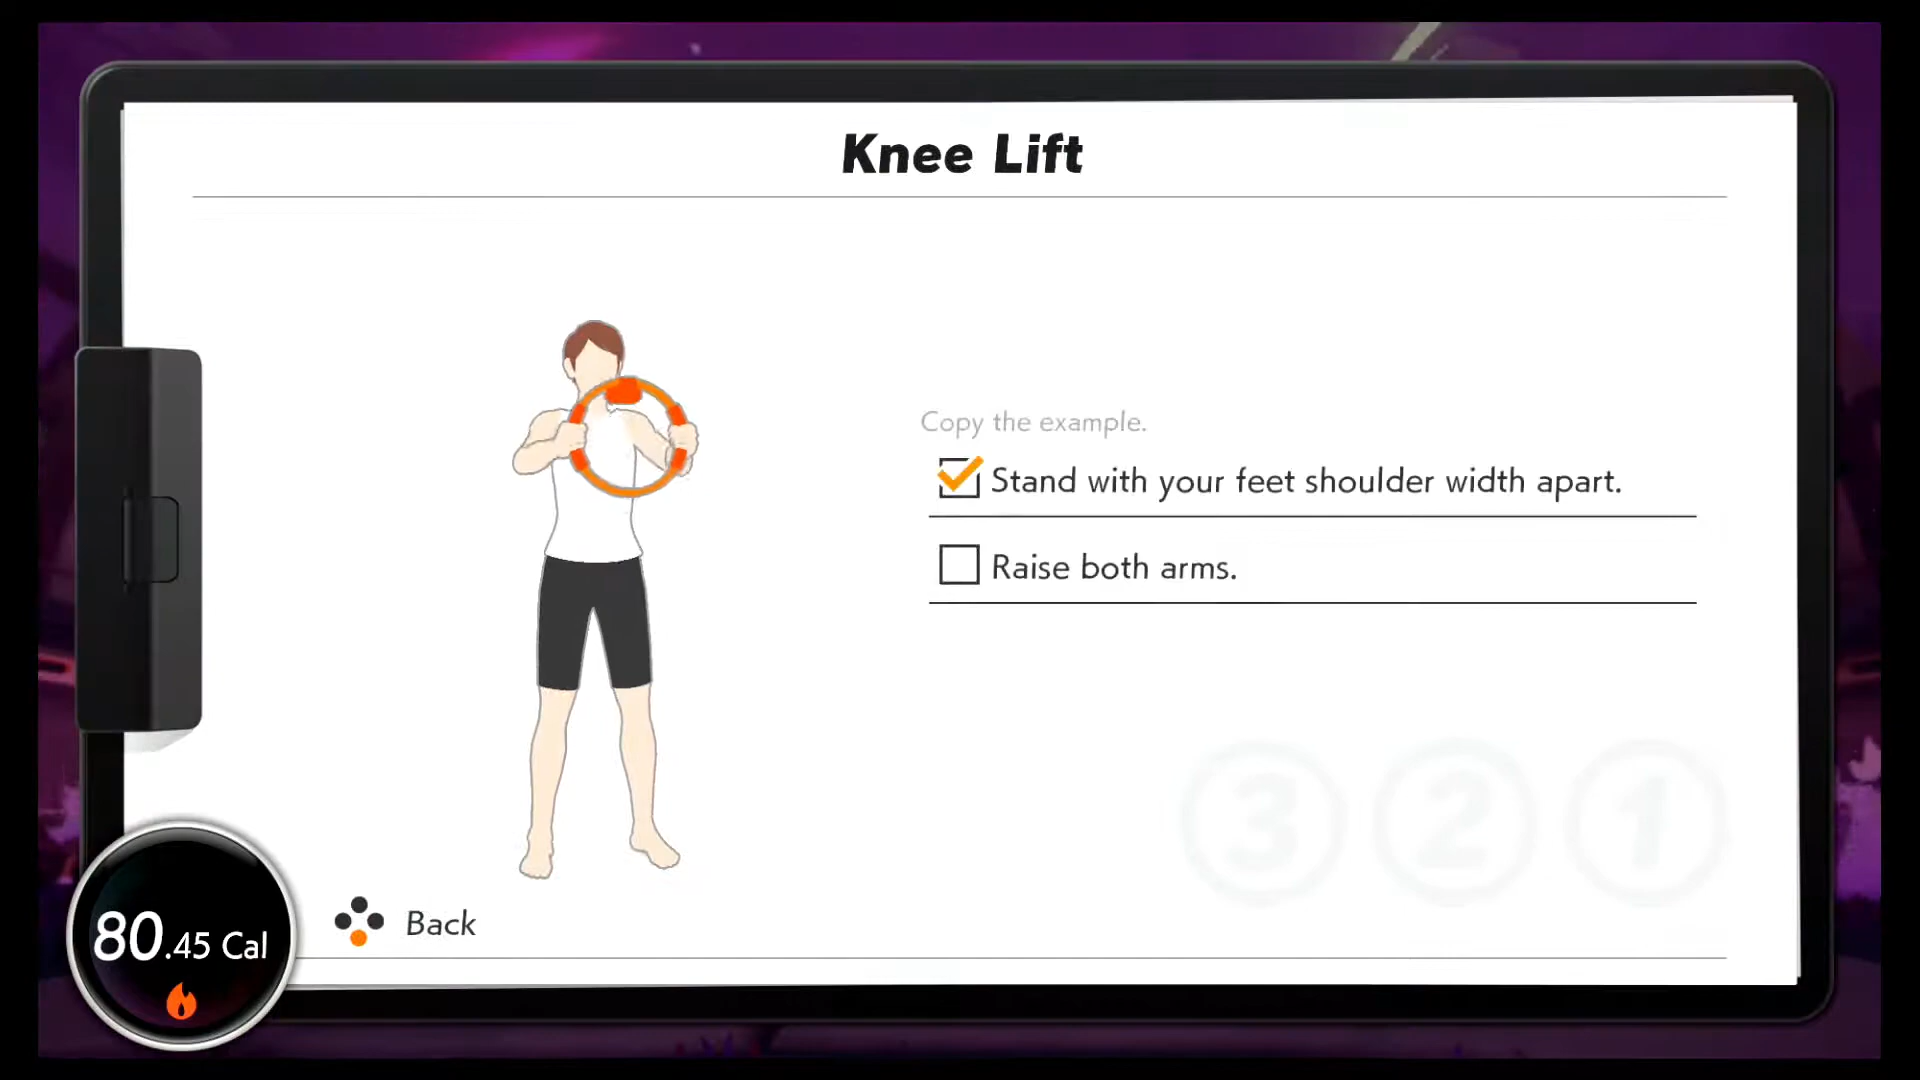 Knee Lift
Copy the example.
Stand with your feet shoulder width apart.
Raise both arms.
3 2 1
80.45 Cal
Back